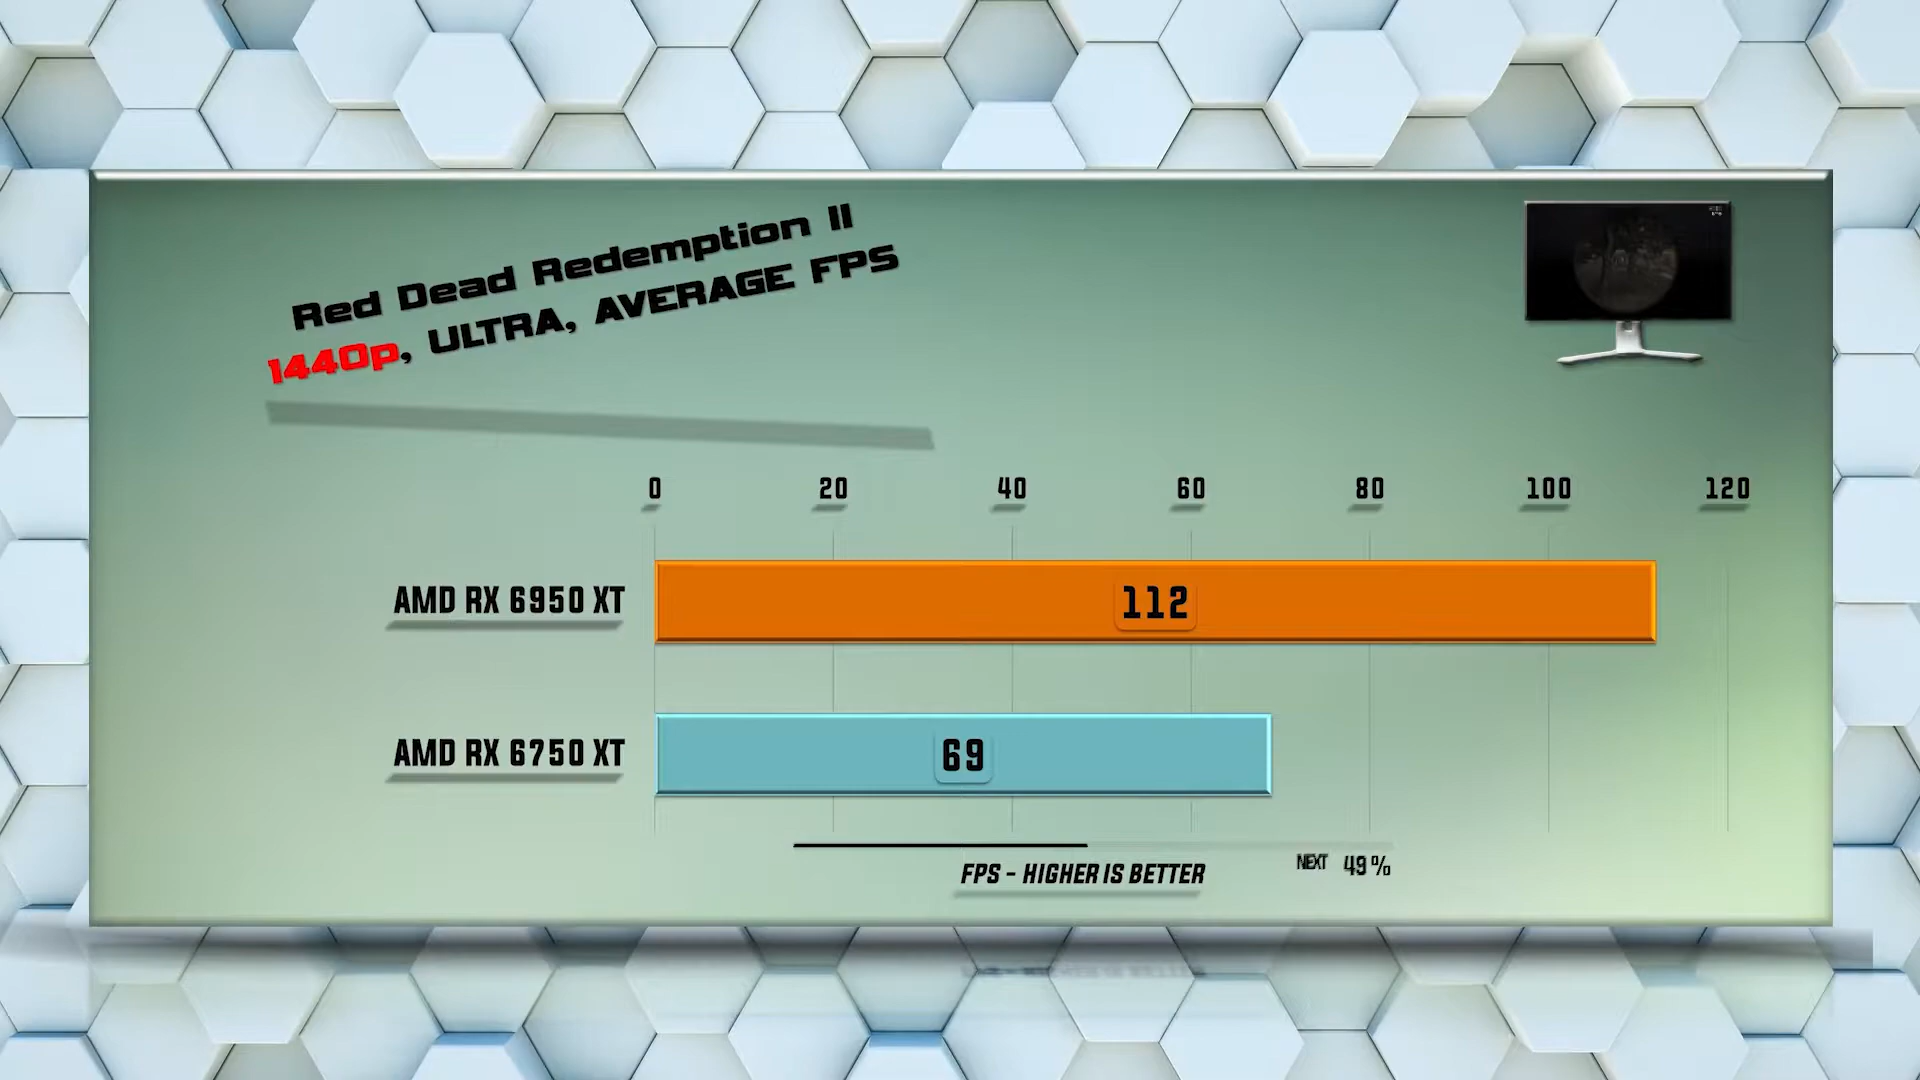 Red Dead Redemption II
1440p, ULTRA, AVERAGE FPS
0 20 40 60 80 100 120
AMD RX 6950 XT 112
AMD RX 6750 XT 69
FPS - HIGHER IS BETTER
NEXT 49%